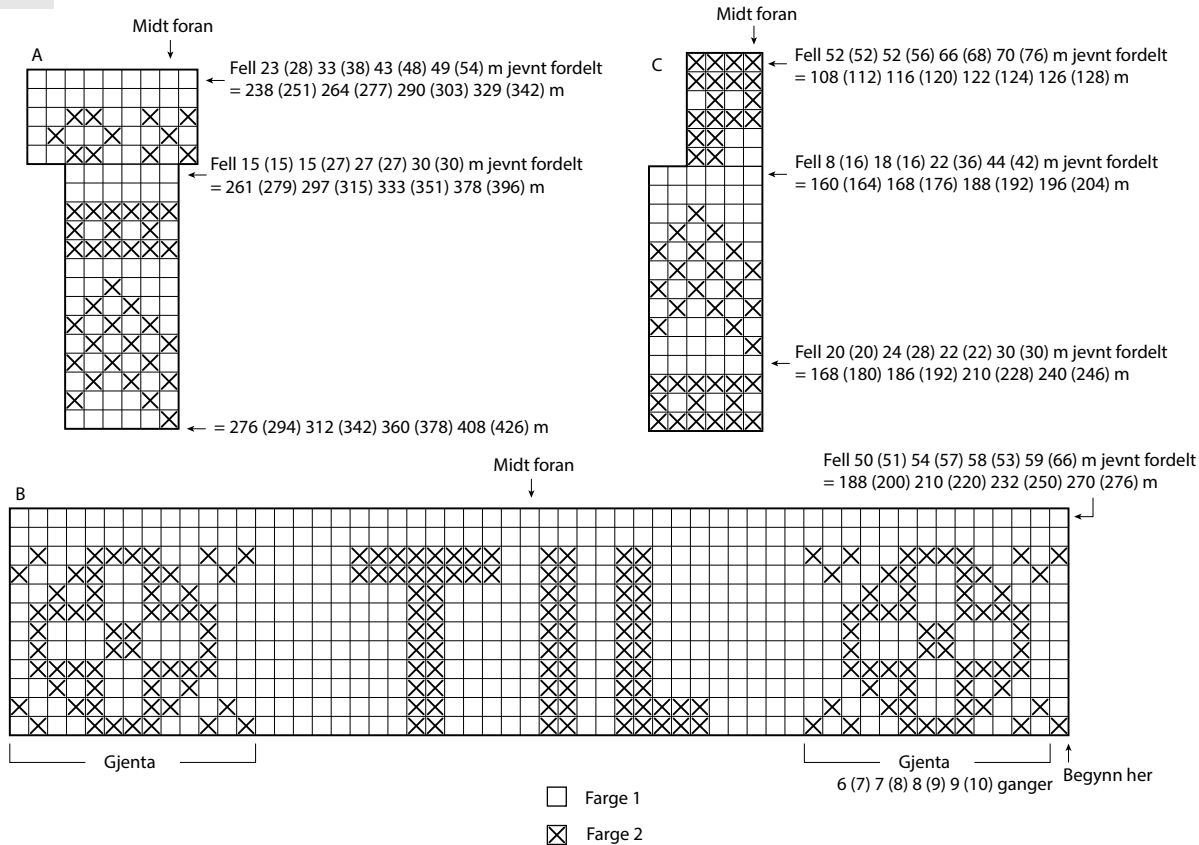 Midt foran
A
Fell 23 (28) 33 (38) 43 (48) 49 (54) m jevnt fordelt
= 238 (251) 264 (277) 290 (303) 329 (342) m
Fell 15 (15) 15 (27) 27 (27) 30 (30) m jevnt fordelt
= 261 (279) 297 (315) 333 (351) 378 (396) m
= 276 (294) 312 (342) 360 (378) 408 (426) m
Midt foran
C
Fell 52 (52) 52 (56) 66 (68) 70 (76) m jevnt fordelt
= 108 (112) 116 (120) 122 (124) 126 (128) m
Fell 8 (16) 18 (16) 22 (36) 44 (42) m jevnt fordelt
= 160 (164) 168 (176) 188 (192) 196 (204) m
Fell 20 (20) 24 (28) 22 (22) 30 (30) m jevnt fordelt
= 168 (180) 186 (192) 210 (228) 240 (246) m
Midt foran
Fell 50 (51) 54 (57) 58 (53) 59 (66) m jevnt fordelt
= 188 (200) 210 (220) 232 (250) 270 (276) m
B
TIL
Gjenta
Gjenta
6 (7) 7 (8) 8 (9) 9 (10) ganger
Begynn her
Farge 1
Farge 2